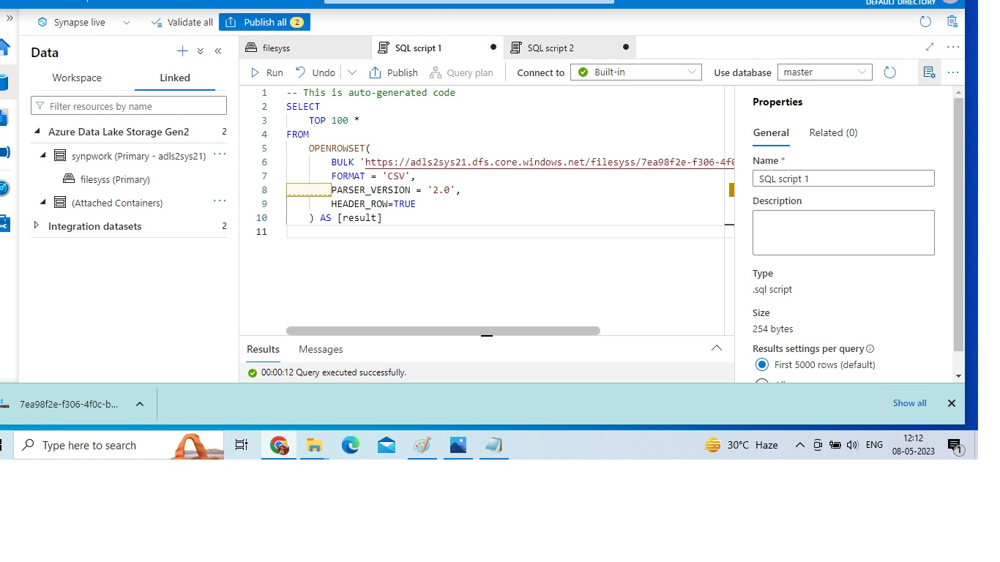 DEFAULT DIRECTORY
Synapse live
Validate all
Publish all 2
Data
Workspace
Linked
Filter resources by name
Azure Data Lake Storage Gen2 2
synpwork (Primary - adls2sys21)
filesyss (Primary)
(Attached Containers)
Integration datasets 2
filesyss
SQL script 1
SQL script 2
Run
Undo
Publish
Query plan
Connect to
Built-in
Use database
master
1 -- This is auto-generated code
2 SELECT
3 TOP 100 *
4 FROM
5 OPENROWSET(
6 BULK 'https://adls2sys21.dfs.core.windows.net/filesyss/7ea98f2e-f306-4f0
7 FORMAT = 'CSV',
8 PARSER_VERSION = '2.0',
9 HEADER_ROW=TRUE
10 ) AS [result]
11
Results
Messages
00:00:12 Query executed successfully.
Properties
General
Related (0)
Name *
SQL script 1
Description
Type
.sql script
Size
254 bytes
Results settings per query
First 5000 rows (default)
7ea98f2e-f306-4f0c-b...
Show all
Type here to search
30°C Haze
ENG
12:12
08-05-2023
1